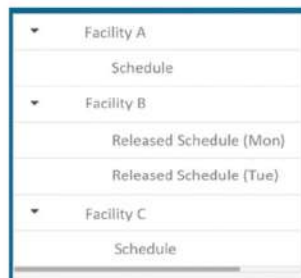 Facility A
Schedule
Facility B
Released Schedule (Mon)
Released Schedule (Tue)
Facility C
Schedule